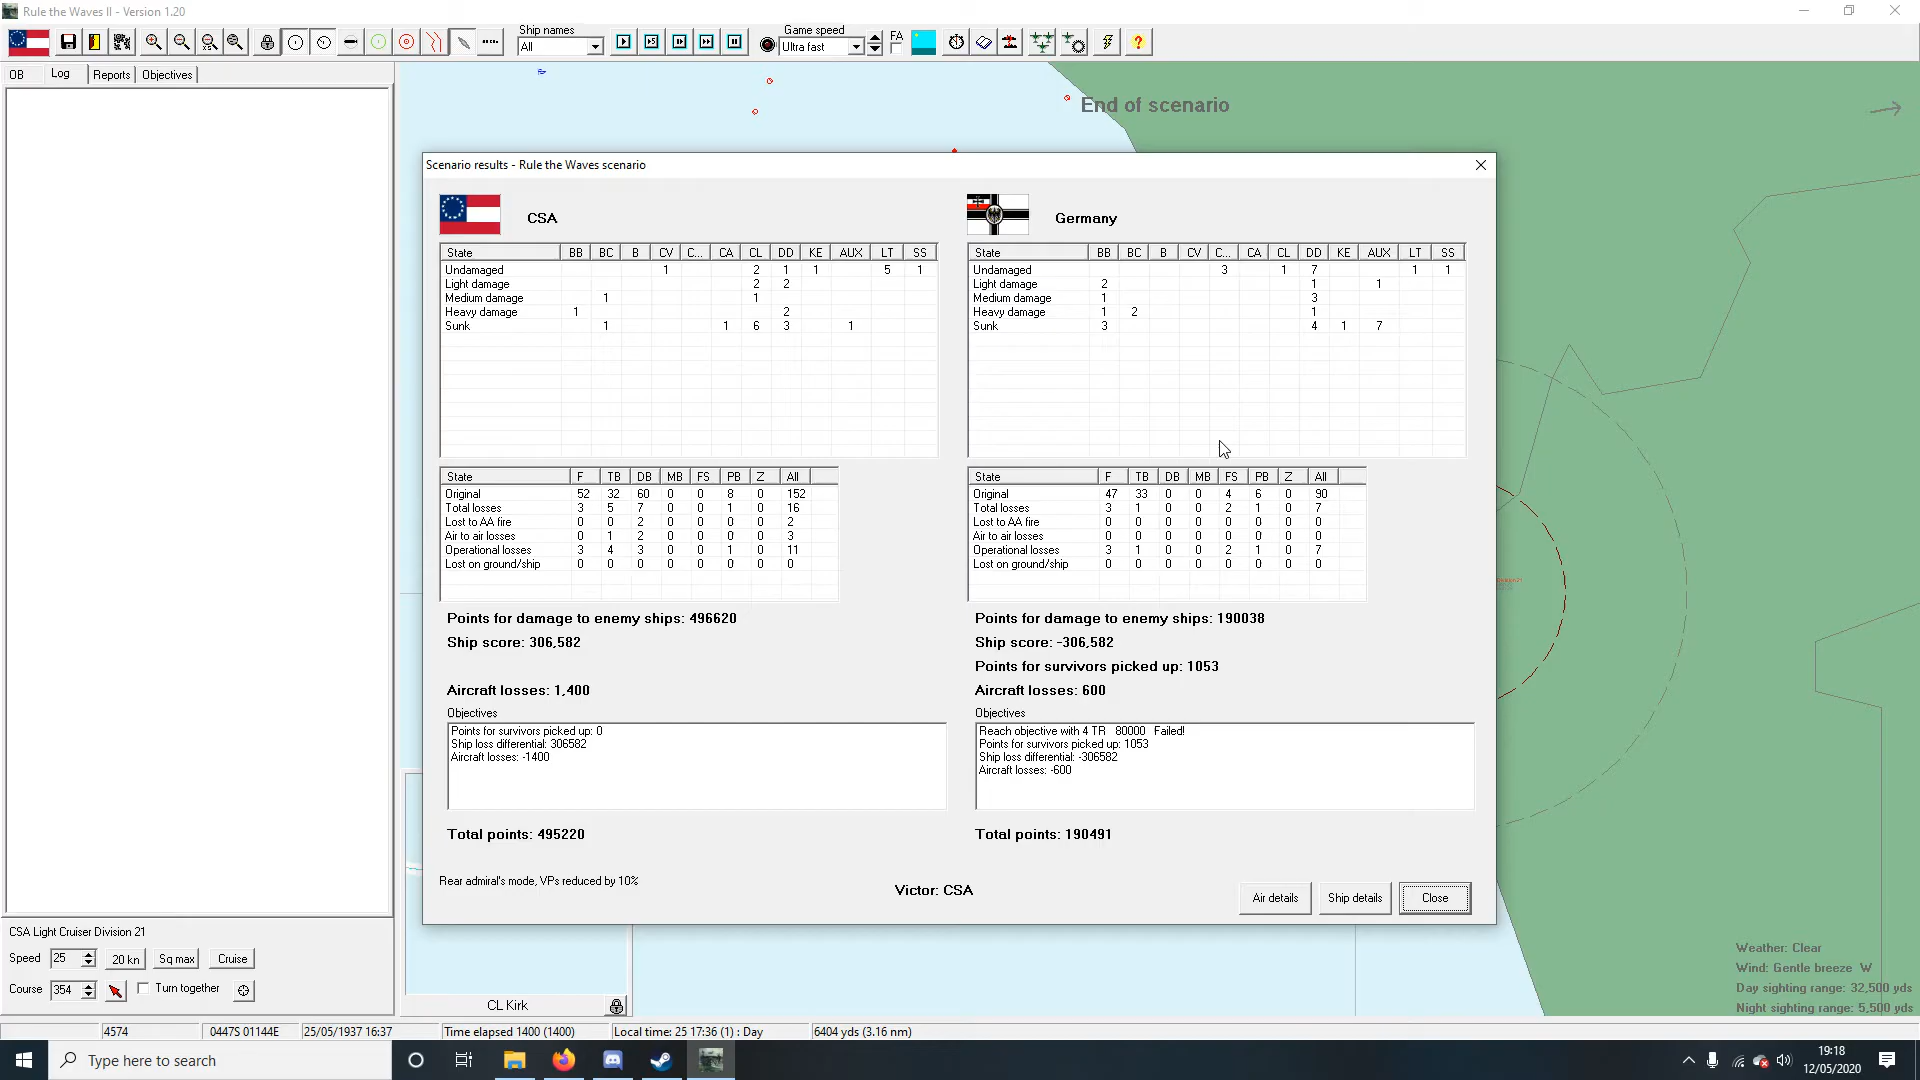 Rule the Waves II - Version 1.20
Ship names
All
Game speed
Ultra fast
FA
OB Log Reports Objectives
End of scenario
Scenario results - Rule the Waves scenario
CSA
State BB BC B CV C... CA CL DD KE AUX LT SS
Undamaged 1 2 1 1 5 1
Light damage 2 2
Medium damage 1 1
Heavy damage 1 2
Sunk 1 1 6 3 1
Germany
State BB BC B CV C... CA CL DD KE AUX LT SS
Undamaged 3 1 7 1 1
Light damage 2 1 1
Medium damage 1 3
Heavy damage 1 2 1
Sunk 3 4 1 7
State F TB DB MB FS PB Z All
Original 52 32 60 0 0 8 0 152
Total losses 3 5 7 0 0 1 0 16
Lost to AA fire 0 0 2 0 0 0 0 2
Air to air losses 0 1 2 0 0 0 0 3
Operational losses 3 4 3 0 0 1 0 11
Lost on ground/ship 0 0 0 0 0 0 0 0
State F TB DB MB FS PB Z All
Original 47 33 0 0 4 6 0 90
Total losses 3 1 0 0 2 1 0 7
Lost to AA fire 0 0 0 0 0 0 0 0
Air to air losses 0 0 0 0 0 0 0 0
Operational losses 3 1 0 0 2 1 0 7
Lost on ground/ship 0 0 0 0 0 0 0 0
Points for damage to enemy ships: 496620
Ship score: 306,582
Aircraft losses: 1,400
Objectives
Points for survivors picked up: 0
Ship loss differential: 306582
Aircraft losses: -1400
Total points: 495220
Points for damage to enemy ships: 190038
Ship score: -306,582
Points for survivors picked up: 1053
Aircraft losses: 600
Objectives
Reach objective with 4 TR 80000 Failed!
Points for survivors picked up: 1053
Ship loss differential: -306582
Aircraft losses: -600
Total points: 190491
Rear admiral's mode, VPs reduced by 10%
Victor: CSA
Air details
Ship details
Close
CSA Light Cruiser Division 21
Speed 25 20 kn Sq max Cruise
Course 354 Turn together
CL Kirk
Weather: Clear
Wind: Gentle breeze W
Day sighting range: 32,500 yds
Night sighting range: 5,500 yds
4574 0447S 01144E 25/05/1937 16:37 Time elapsed 1400 (1400) Local time: 25 17:36 (1) : Day 6404 yds (3.16 nm)
Type here to search
19:18
12/05/2020